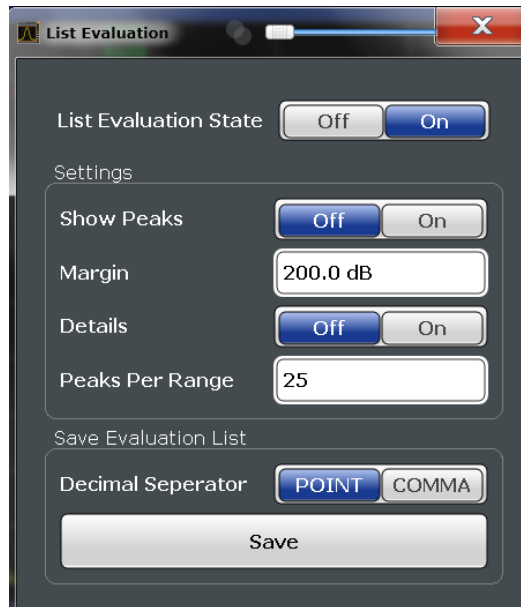 List Evaluation
X
List Evaluation State Off On
Settings
Show Peaks Off On
Margin 200.0 dB
Details Off On
Peaks Per Range 25
Save Evaluation List
Decimal Seperator POINT COMMA
Save